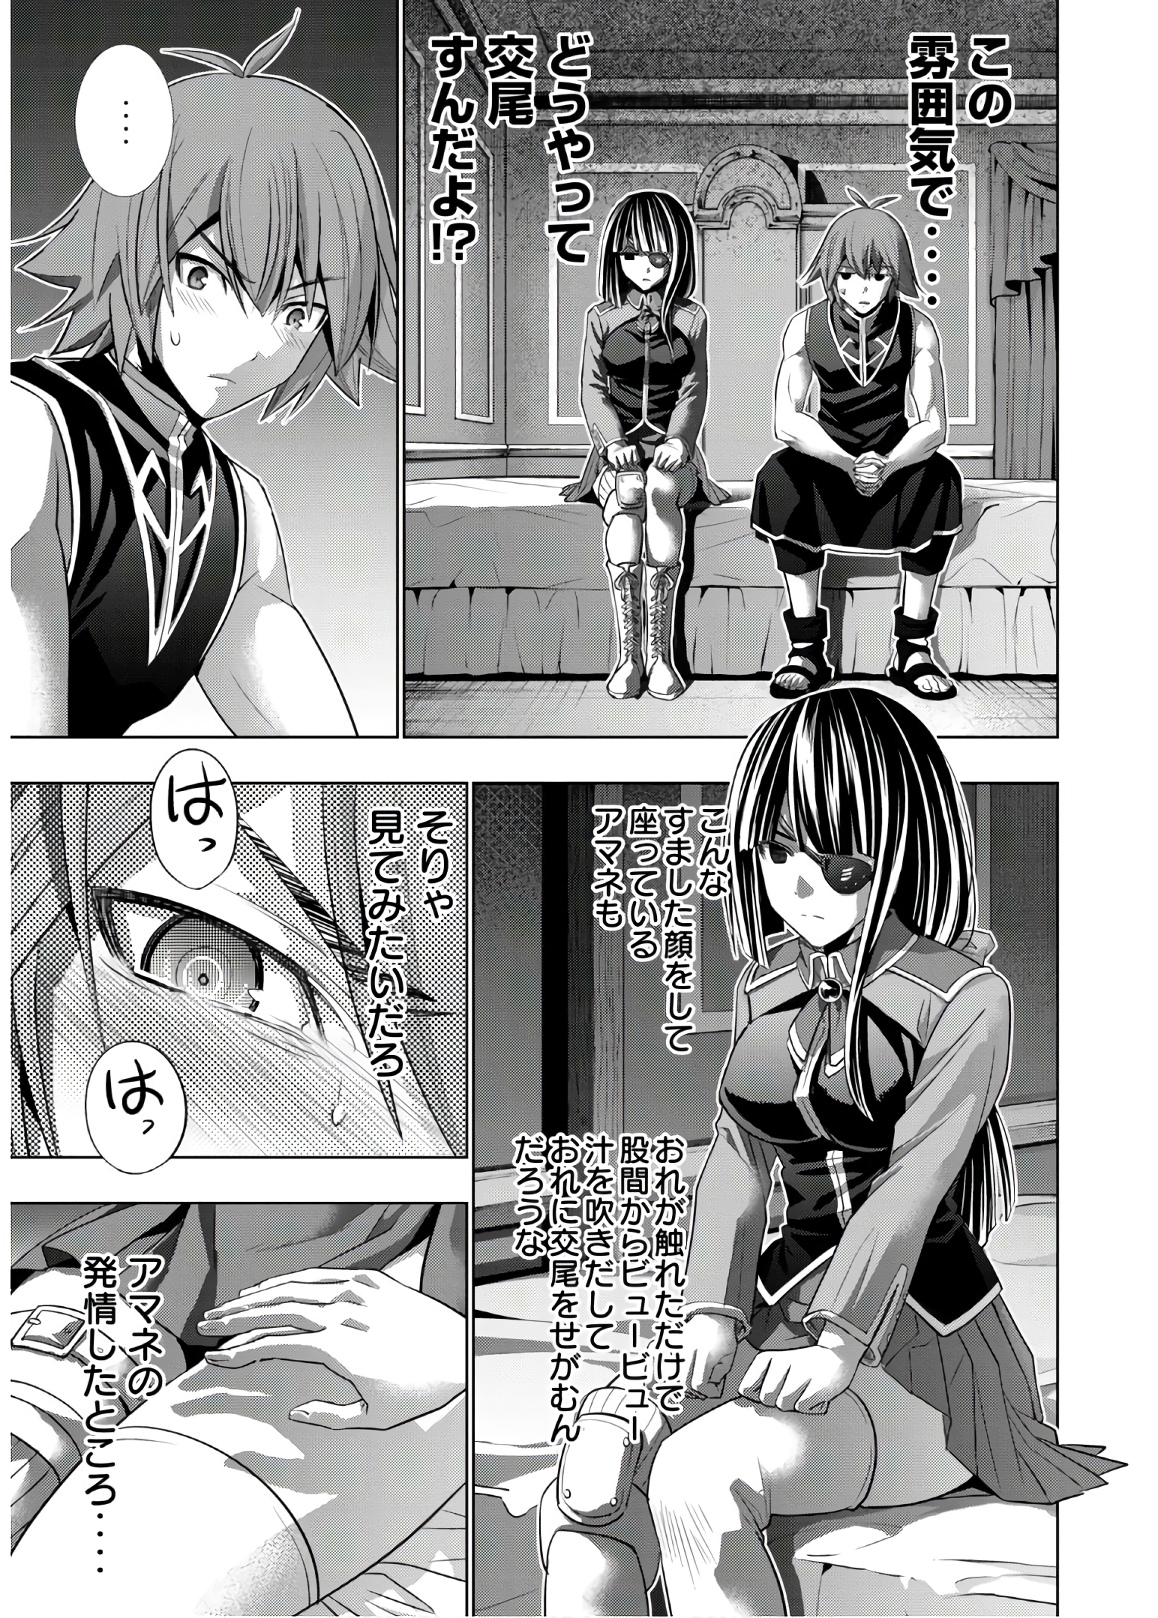 この
雰囲気で‥‥‥
どうやって
交尾
すんだよ!?
‥‥
こんな
すました顔をして
座っている
アマネも
おれが触れただけで
股間からビュービュー
汁を吹きだして
おれに交尾をせがむん
だろうな
そりゃ
見てみたいだろ
はっ
はっ
アマネの
発情したところ‥‥